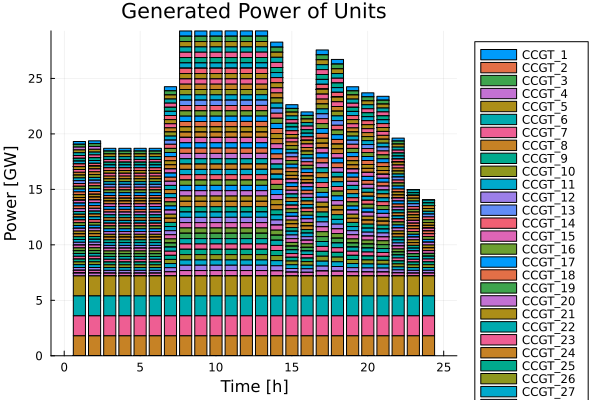 Generated Power of Units
Power [GW]
25
20
15
10
5
0
0 5 10 15 20 25
Time [h]
CCGT_1
CCGT_2
CCGT_3
CCGT_4
CCGT_5
CCGT_6
CCGT_7
CCGT_8
CCGT_9
CCGT_10
CCGT_11
CCGT_12
CCGT_13
CCGT_14
CCGT_15
CCGT_16
CCGT_17
CCGT_18
CCGT_19
CCGT_20
CCGT_21
CCGT_22
CCGT_23
CCGT_24
CCGT_25
CCGT_26
CCGT_27